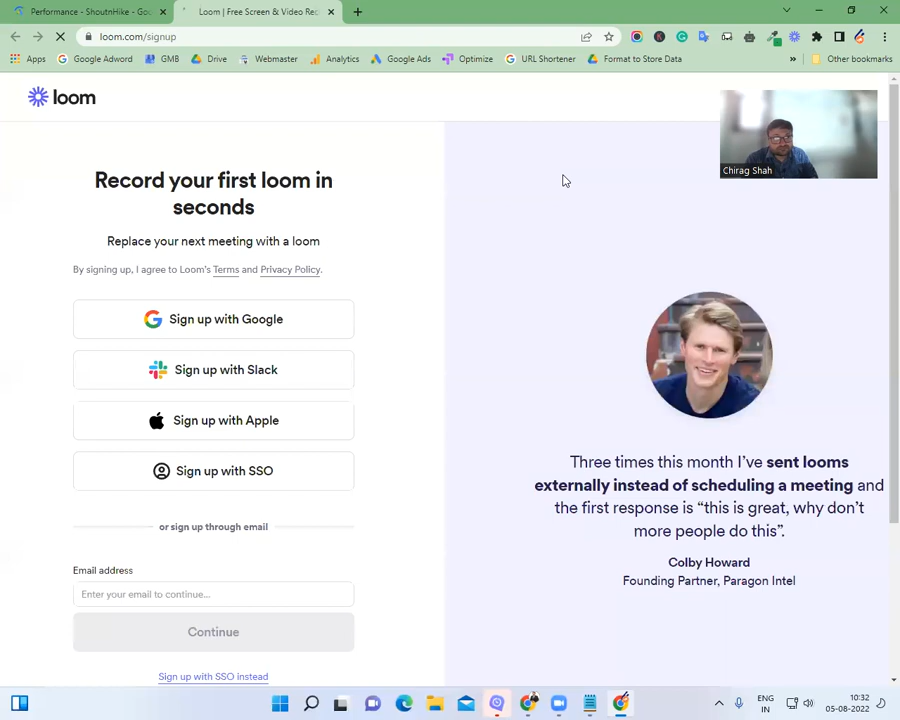 Performance - ShoutnHike - Goo
Loom | Free Screen & Video Rec
loom.com/signup
Apps
Google Adword
GMB
Drive
Webmaster
Analytics
Google Ads
Optimize
URL Shortener
Format to Store Data
»
Other bookmarks
loom
Chirag Shah
Record your first loom in
seconds
Replace your next meeting with a loom
By signing up, I agree to Loom's Terms and Privacy Policy.
Sign up with Google
Sign up with Slack
Sign up with Apple
Sign up with SSO
or sign up through email
Email address
Enter your email to continue...
Continue
Sign up with SSO instead
Three times this month I've sent looms
externally instead of scheduling a meeting and
the first response is “this is great, why don't
more people do this”.
Colby Howard
Founding Partner, Paragon Intel
ENG
IN
10:32
05-08-2022